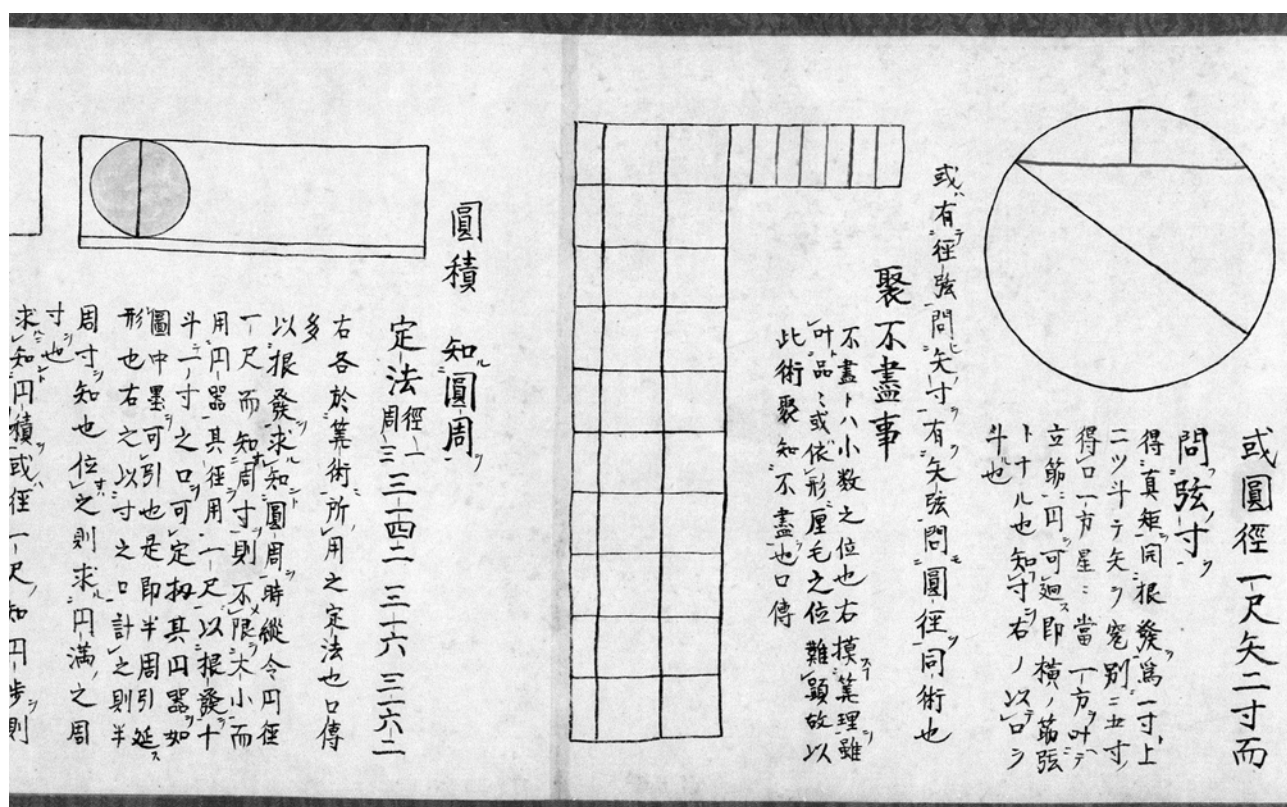 或圓徑一尺矢二寸而
問弦寸
得真矩同根發為一寸上
二ツ斗テ矢ヲ定別ニ五寸
得口一方星ニ當一方ヲ叶テ
立筋ニ円ヲ可廻即横ノ筋弦
トナル也知寸ヲ右ノ以口ヲ
斗也
或有徑弦問矢寸有矢弦問圓徑同術也
聚不盡事
不盡トハ小数之位也右摸算理雖
叶品ニ或依形厘毛之位難顕故以
此術聚知不盡也口傳
圓積 知圓周
定法 徑一周三 三一四二 三一六 三一六二
右各於筭術所用之定法也口傳
多
以根發求知圓周時縱令円徑
一尺而知周寸則不限大小而
用円器其徑用一尺以根發十
斗一寸之口可定扨其円器如
圖中墨可引也是即半周引延
形也右之以寸之口計之則半
周寸知也位之則求円満之周
寸也
求知円積或徑一尺知円歩則